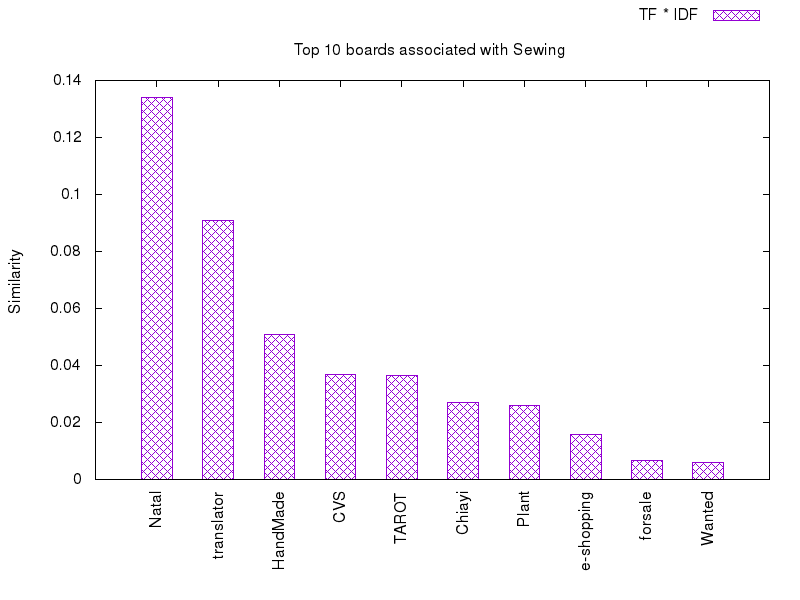 TF * IDF
Top 10 boards associated with Sewing
0.14
0.12
0.1
0.08
0.06
0.04
0.02
0
Similarity
Natal
translator
HandMade
CVS
TAROT
Chiayi
Plant
e-shopping
forsale
Wanted